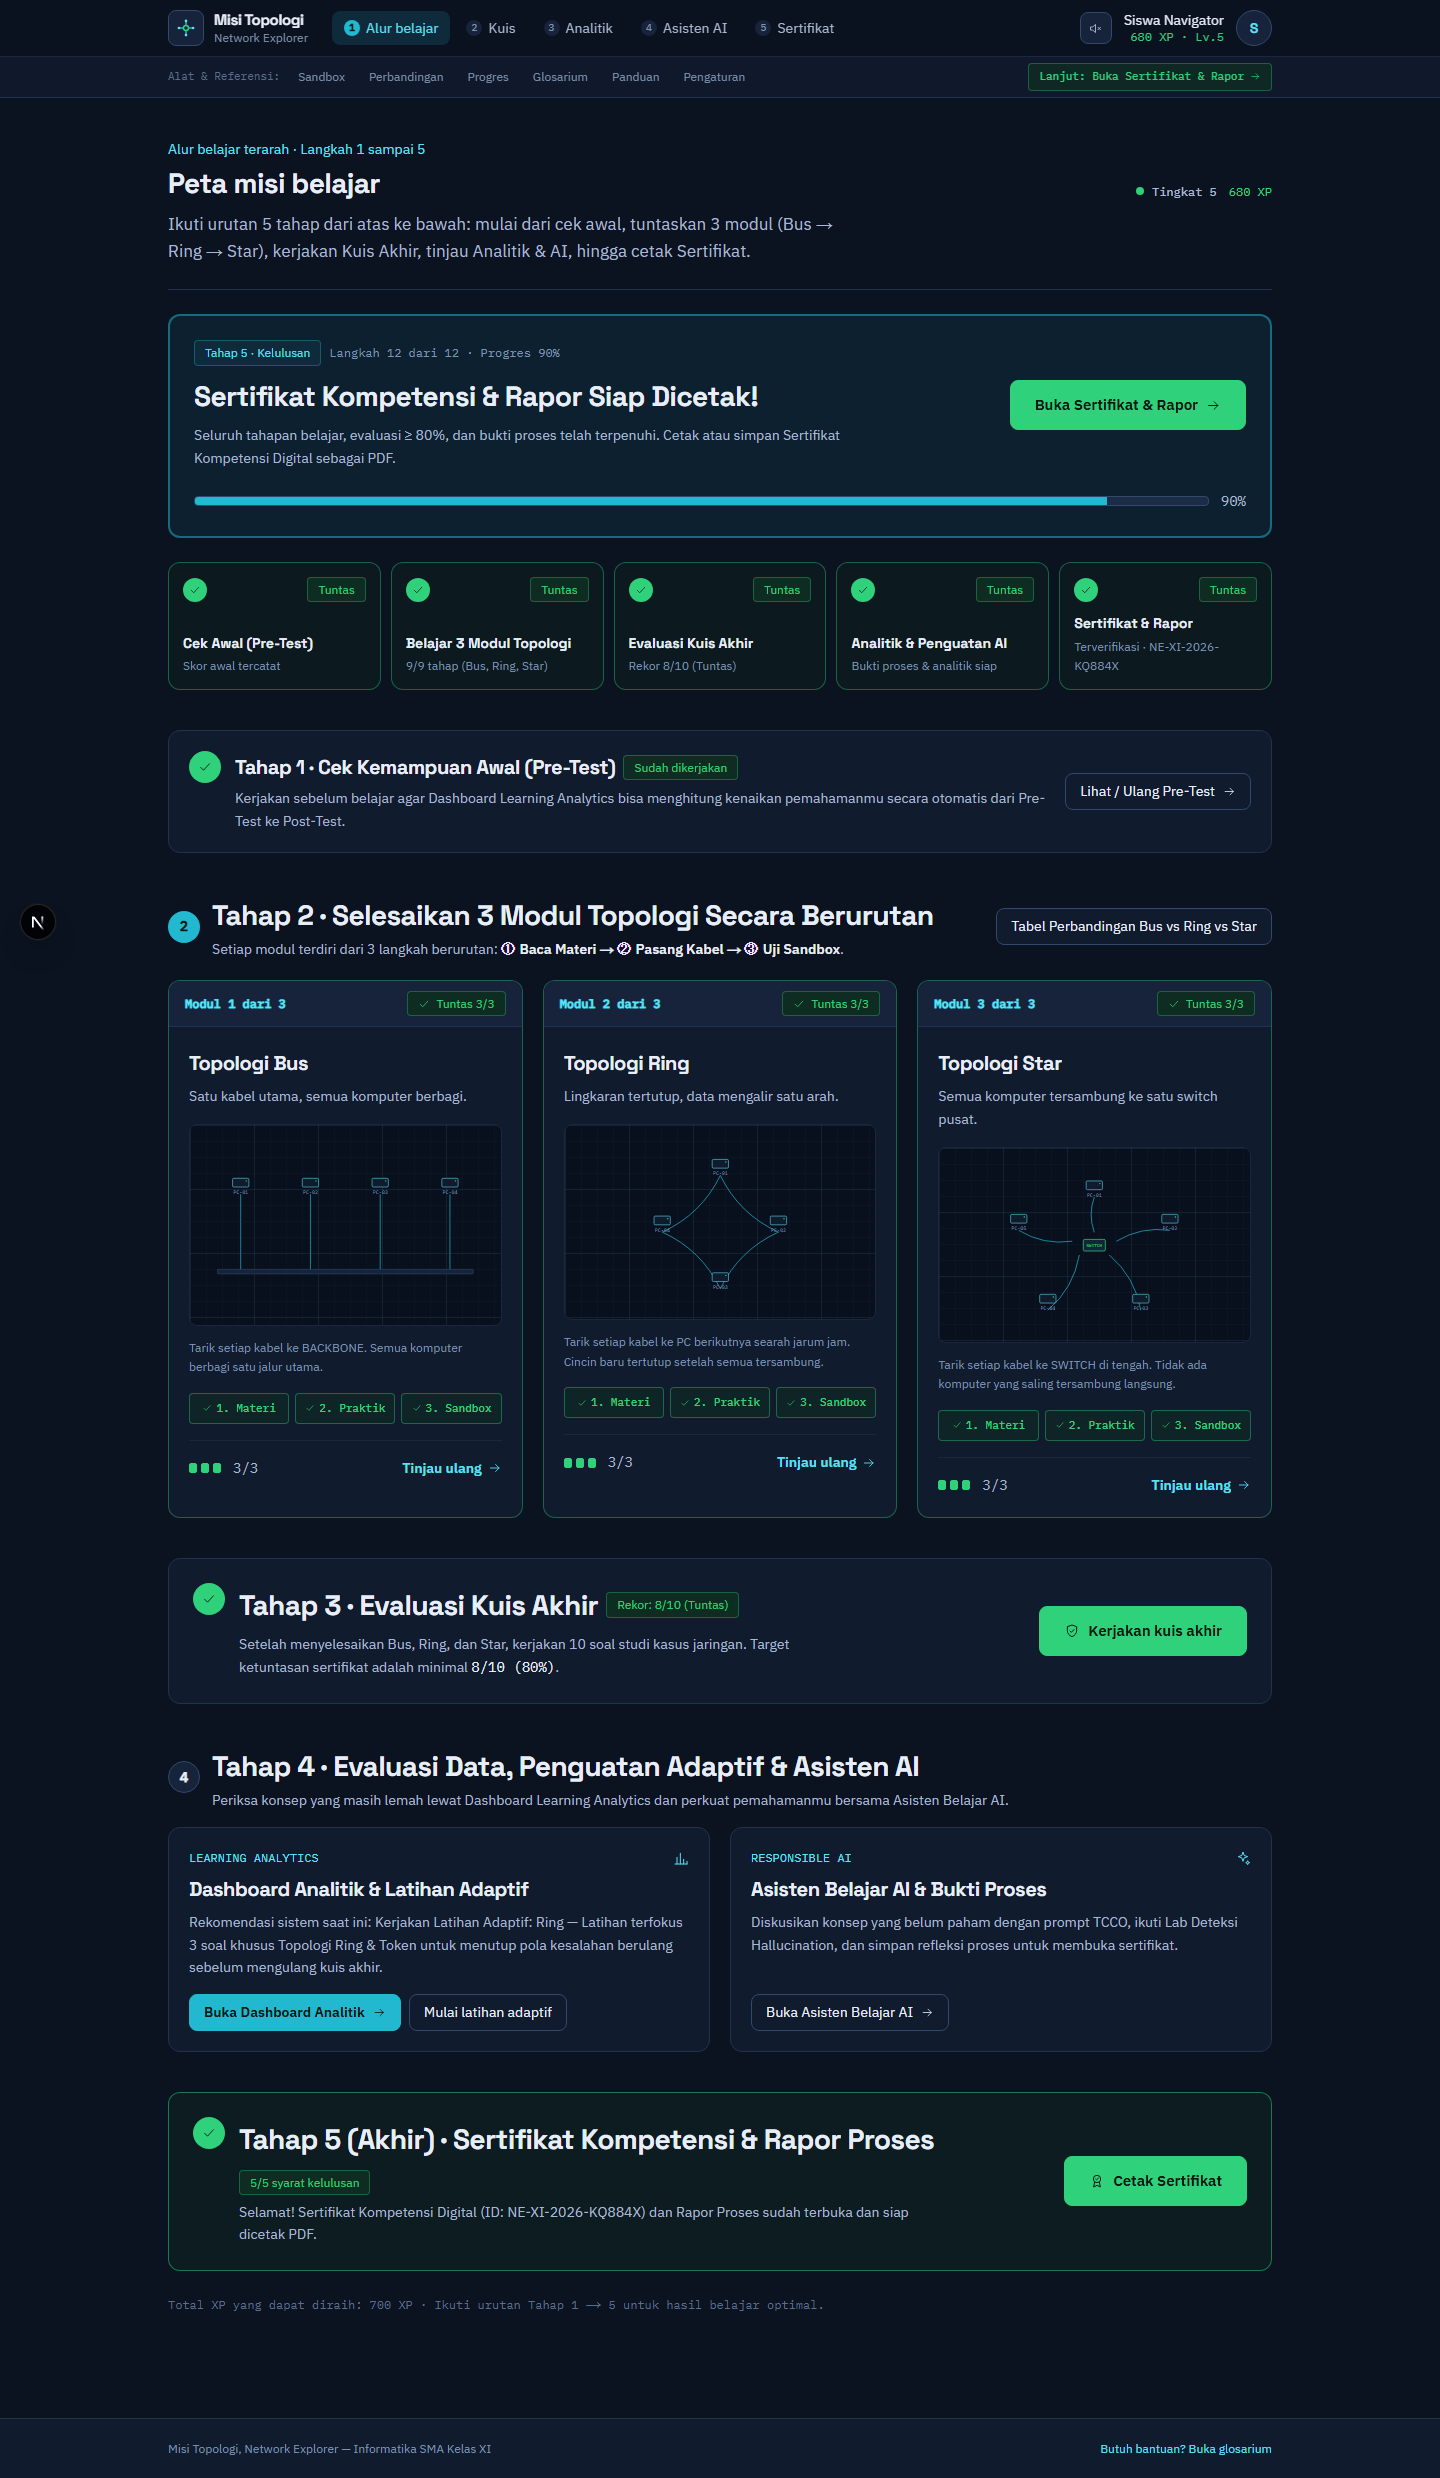 Misi Topologi
Network Explorer
1 Alur belajar
2 Kuis
3 Analitik
4 Asisten AI
5 Sertifikat
Siswa Navigator
680 XP · Lv.5
S
Alat & Referensi:
Sandbox
Perbandingan
Progres
Glosarium
Panduan
Pengaturan
Lanjut: Buka Sertifikat & Rapor →
Alur belajar terarah · Langkah 1 sampai 5
Peta misi belajar
Tingkat 5 680 XP
Ikuti urutan 5 tahap dari atas ke bawah: mulai dari cek awal, tuntaskan 3 modul (Bus →
Ring → Star), kerjakan Kuis Akhir, tinjau Analitik & AI, hingga cetak Sertifikat.
Tahap 5 · Kelulusan
Langkah 12 dari 12 · Progres 90%
Sertifikat Kompetensi & Rapor Siap Dicetak!
Seluruh tahapan belajar, evaluasi ≥ 80%, dan bukti proses telah terpenuhi. Cetak atau simpan Sertifikat
Kompetensi Digital sebagai PDF.
Buka Sertifikat & Rapor →
90%
Tuntas
Cek Awal (Pre-Test)
Skor awal tercatat
Tuntas
Belajar 3 Modul Topologi
9/9 tahap (Bus, Ring, Star)
Tuntas
Evaluasi Kuis Akhir
Rekor 8/10 (Tuntas)
Tuntas
Analitik & Penguatan AI
Bukti proses & analitik siap
Tuntas
Sertifikat & Rapor
Terverifikasi · NE-XI-2026-
KQ884X
Tahap 1 · Cek Kemampuan Awal (Pre-Test)
Sudah dikerjakan
Kerjakan sebelum belajar agar Dashboard Learning Analytics bisa menghitung kenaikan pemahamanmu secara otomatis dari Pre-
Test ke Post-Test.
Lihat / Ulang Pre-Test →
N
2
Tahap 2 · Selesaikan 3 Modul Topologi Secara Berurutan
Setiap modul terdiri dari 3 langkah berurutan: ① Baca Materi → ② Pasang Kabel → ③ Uji Sandbox.
Tabel Perbandingan Bus vs Ring vs Star
Modul 1 dari 3
Tuntas 3/3
Topologi Bus
Satu kabel utama, semua komputer berbagi.
PC-01
PC-02
PC-03
PC-04
Tarik setiap kabel ke BACKBONE. Semua komputer
berbagi satu jalur utama.
1. Materi
2. Praktik
3. Sandbox
3/3
Tinjau ulang →
Modul 2 dari 3
Tuntas 3/3
Topologi Ring
Lingkaran tertutup, data mengalir satu arah.
PC-01
PC-04
PC-02
PC-03
Tarik setiap kabel ke PC berikutnya searah jarum jam.
Cincin baru tertutup setelah semua tersambung.
1. Materi
2. Praktik
3. Sandbox
3/3
Tinjau ulang →
Modul 3 dari 3
Tuntas 3/3
Topologi Star
Semua komputer tersambung ke satu switch
pusat.
PC-01
PC-05
PC-02
SWITCH
PC-04
PC-03
Tarik setiap kabel ke SWITCH di tengah. Tidak ada
komputer yang saling tersambung langsung.
1. Materi
2. Praktik
3. Sandbox
3/3
Tinjau ulang →
Tahap 3 · Evaluasi Kuis Akhir
Rekor: 8/10 (Tuntas)
Setelah menyelesaikan Bus, Ring, dan Star, kerjakan 10 soal studi kasus jaringan. Target
ketuntasan sertifikat adalah minimal 8/10 (80%).
Kerjakan kuis akhir
4
Tahap 4 · Evaluasi Data, Penguatan Adaptif & Asisten AI
Periksa konsep yang masih lemah lewat Dashboard Learning Analytics dan perkuat pemahamanmu bersama Asisten Belajar AI.
LEARNING ANALYTICS
Dashboard Analitik & Latihan Adaptif
Rekomendasi sistem saat ini: Kerjakan Latihan Adaptif: Ring — Latihan terfokus
3 soal khusus Topologi Ring & Token untuk menutup pola kesalahan berulang
sebelum mengulang kuis akhir.
Buka Dashboard Analitik →
Mulai latihan adaptif
RESPONSIBLE AI
Asisten Belajar AI & Bukti Proses
Diskusikan konsep yang belum paham dengan prompt TCCO, ikuti Lab Deteksi
Hallucination, dan simpan refleksi proses untuk membuka sertifikat.
Buka Asisten Belajar AI →
Tahap 5 (Akhir) · Sertifikat Kompetensi & Rapor Proses
5/5 syarat kelulusan
Selamat! Sertifikat Kompetensi Digital (ID: NE-XI-2026-KQ884X) dan Rapor Proses sudah terbuka dan siap
dicetak PDF.
Cetak Sertifikat
Total XP yang dapat diraih: 700 XP · Ikuti urutan Tahap 1 → 5 untuk hasil belajar optimal.
Misi Topologi, Network Explorer — Informatika SMA Kelas XI
Butuh bantuan? Buka glosarium